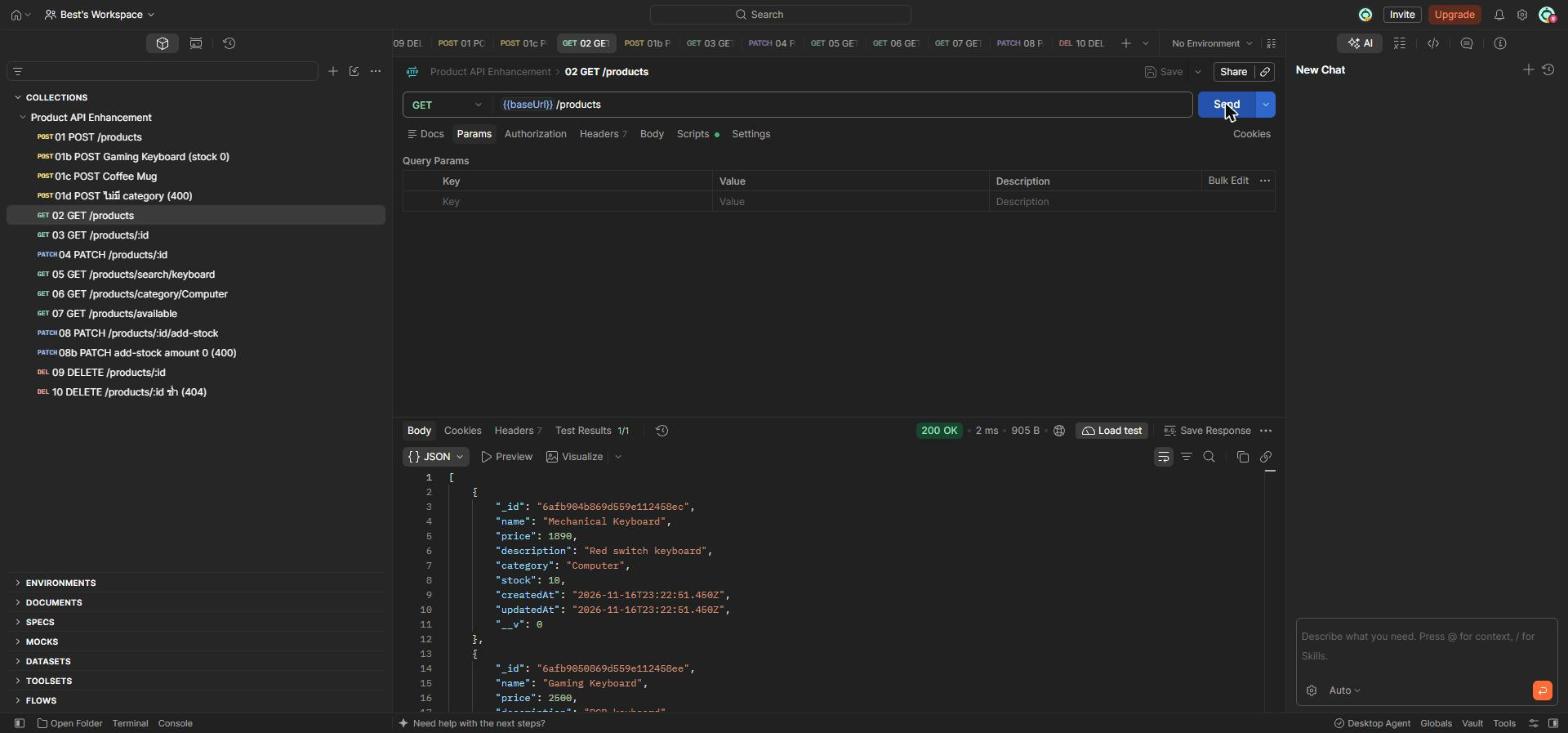 Best's Workspace
Search
Invite
Upgrade
09 DEL
POST 01 PC
POST 01c P
GET 02 GE
POST 01b P
GET 03 GE
PATCH 04 F
GET 05 GE
GET 06 GE
GET 07 GE
PATCH 08 P
DEL 10 DEL
No Environment
AI
Product API Enhancement > 02 GET /products
Save
Share
New Chat
COLLECTIONS
Product API Enhancement
POST 01 POST /products
POST 01b POST Gaming Keyboard (stock 0)
POST 01c POST Coffee Mug
POST 01d POST ไม่มี category (400)
GET 02 GET /products
GET 03 GET /products/:id
PATCH 04 PATCH /products/:id
GET 05 GET /products/search/keyboard
GET 06 GET /products/category/Computer
GET 07 GET /products/available
PATCH 08 PATCH /products/:id/add-stock
PATCH 08b PATCH add-stock amount 0 (400)
DEL 09 DELETE /products/:id
DEL 10 DELETE /products/:id ซ้ำ (404)
ENVIRONMENTS
DOCUMENTS
SPECS
MOCKS
DATASETS
TOOLSETS
FLOWS
GET
{{baseUrl}} /products
Send
Docs Params Authorization Headers 7 Body Scripts Settings Cookies
Query Params
Key Value Description Bulk Edit
Key Value Description
Body Cookies Headers 7 Test Results 1/1
200 OK 2 ms 905 B Load test Save Response
{} JSON Preview Visualize
1 [
2 {
3 "_id": "6afb904b869d559e112458ec",
4 "name": "Mechanical Keyboard",
5 "price": 1890,
6 "description": "Red switch keyboard",
7 "category": "Computer",
8 "stock": 10,
9 "createdAt": "2026-11-16T23:22:51.450Z",
10 "updatedAt": "2026-11-16T23:22:51.450Z",
11 "__v": 0
12 },
13 {
14 "_id": "6afb9050869d559e112458ee",
15 "name": "Gaming Keyboard",
16 "price": 2500,
Describe what you need. Press @ for context, / for
Skills.
Auto
Open Folder Terminal Console
Need help with the next steps?
Desktop Agent Globals Vault Tools